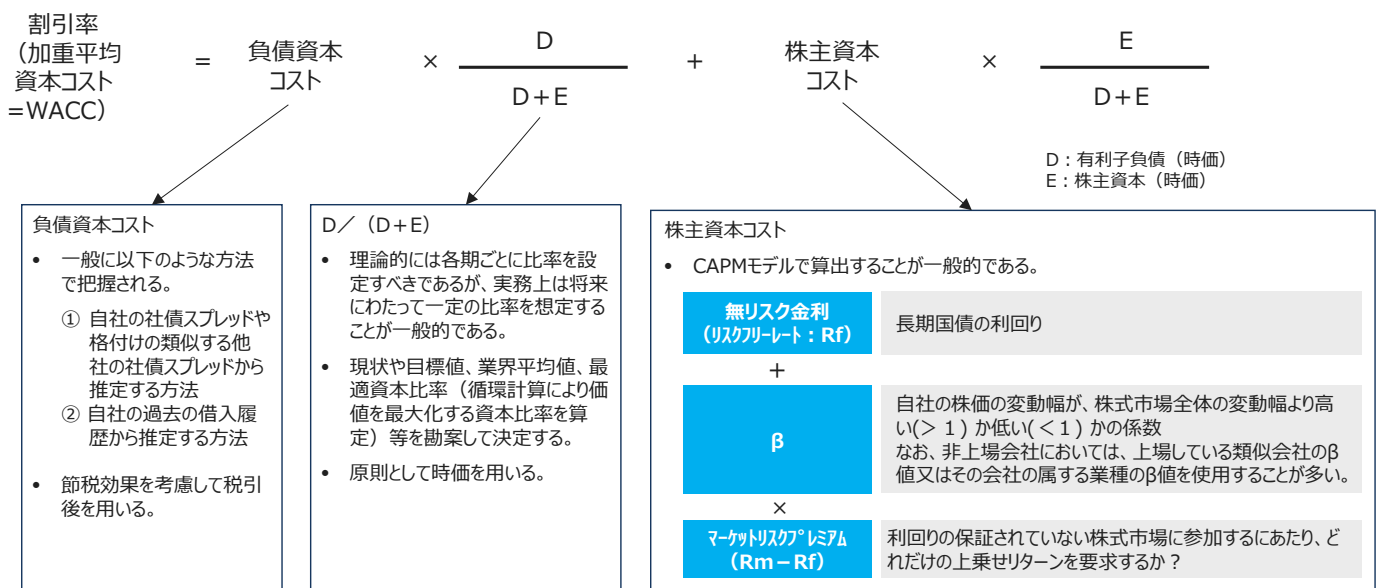 割引率
（加重平均
資本コスト
=WACC）
=
負債資本
コスト
×
D
D+E
+
株主資本
コスト
×
E
D+E
D：有利子負債（時価）
E：株主資本（時価）
負債資本コスト
• 一般に以下のような方法
で把握される。
① 自社の社債スプレッドや
格付けの類似する他
社の社債スプレッドから
推定する方法
② 自社の過去の借入履
歴から推定する方法
• 節税効果を考慮して税引
後を用いる。
D／（D+E）
• 理論的には各期ごとに比率を設
定すべきであるが、実務上は将来
にわたって一定の比率を想定する
ことが一般的である。
• 現状や目標値、業界平均値、最
適資本比率（循環計算により価
値を最大化する資本比率を算
定）等を勘案して決定する。
• 原則として時価を用いる。
株主資本コスト
• CAPMモデルで算出することが一般的である。
無リスク金利
（ﾘｽｸﾌﾘｰﾚｰﾄ：Rf）
長期国債の利回り
+
β
自社の株価の変動幅が、株式市場全体の変動幅より高
い(＞1）か低い(＜1）かの係数
なお、非上場会社においては、上場している類似会社のβ
値又はその会社の属する業種のβ値を使用することが多い。
×
ﾏｰｹｯﾄﾘｽｸﾌﾟﾚﾐｱﾑ
（Rm－Rf）
利回りの保証されていない株式市場に参加するにあたり、ど
れだけの上乗せリターンを要求するか？